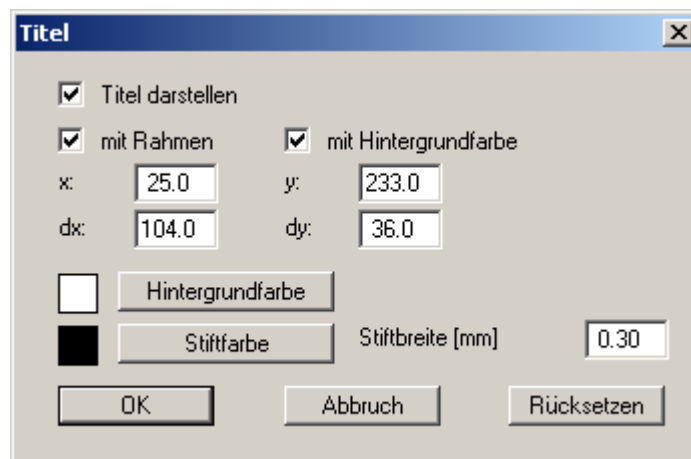 Titel
Titel darstellen
mit Rahmen mit Hintergrundfarbe
x: 25.0 y: 233.0
dx: 104.0 dy: 36.0
Hintergrundfarbe
Stiftfarbe Stiftbreite [mm] 0.30
OK Abbruch Rücksetzen